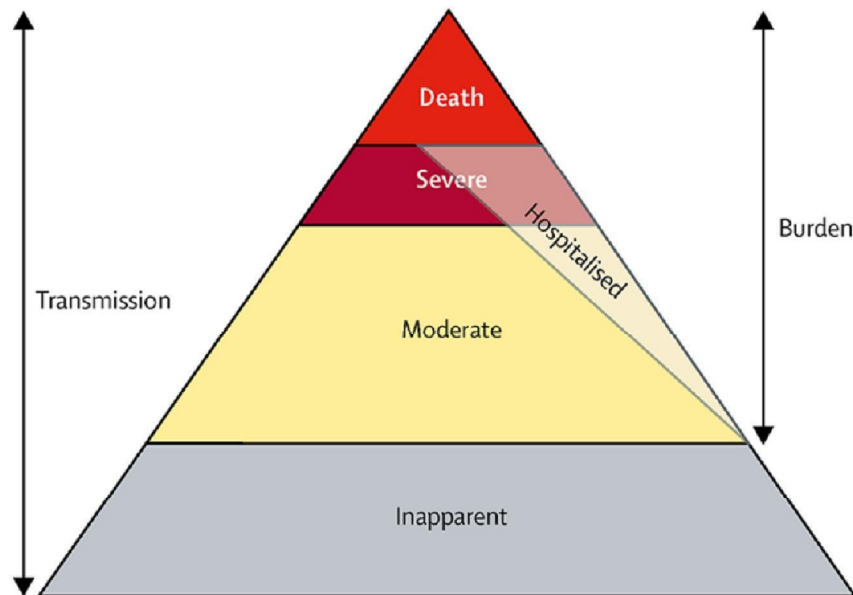 Death
Severe
Hospitalised
Burden
Transmission
Moderate
Inapparent